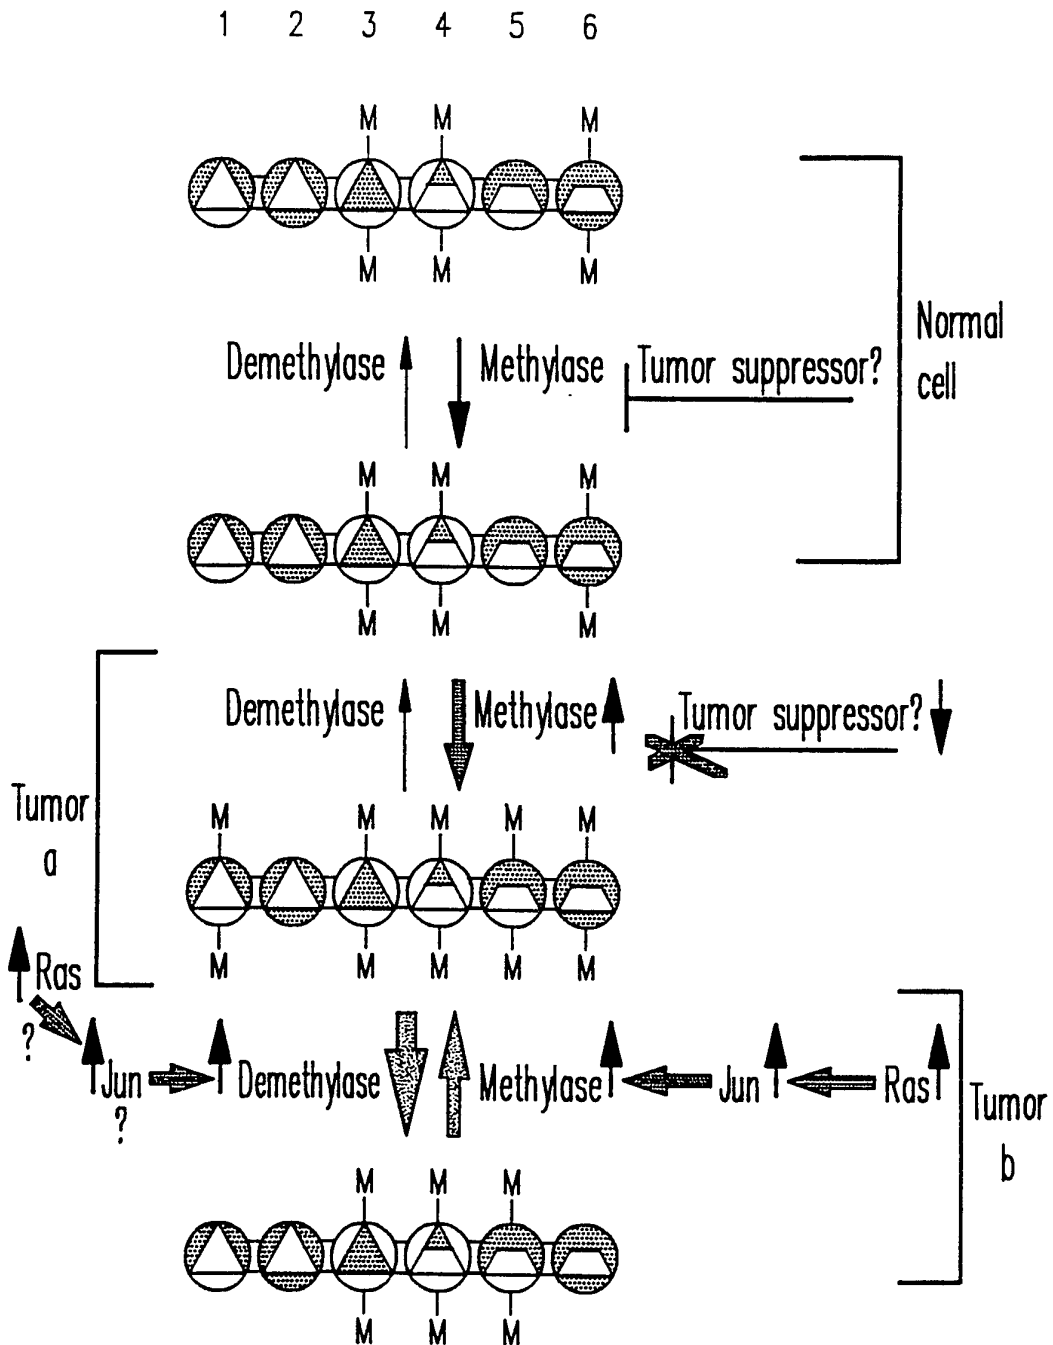 1 2 3 4 5 6
M M M
M M M
Demethylase Methylase Tumor suppressor?
Normal
cell
M M M
M M M
Demethylase Methylase Tumor suppressor?
Tumor
a
M M M M M
M M M M M
Ras
?
Jun Demethylase Methylase Jun Ras
?
Tumor
b
M M M
M M M